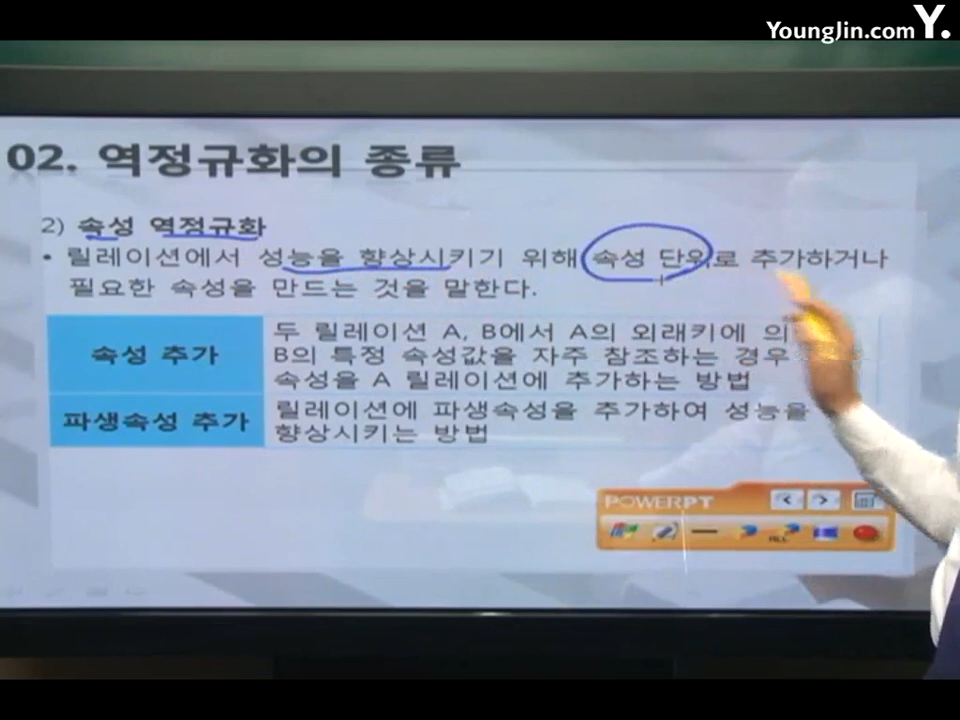 YoungJin.com Y.
02. 역정규화의 종류
2) 속성 역정규화
• 릴레이션에서 성능을 향상시키기 위해 속성 단위로 추가하거나
필요한 속성을 만드는 것을 말한다.
속성 추가
두 릴레이션 A, B에서 A의 외래키에 의
B의 특정 속성값을 자주 참조하는 경우
속성을 A 릴레이션에 추가하는 방법
파생속성 추가
릴레이션에 파생속성을 추가하여 성능을
향상시키는 방법
POWERPT
ALL